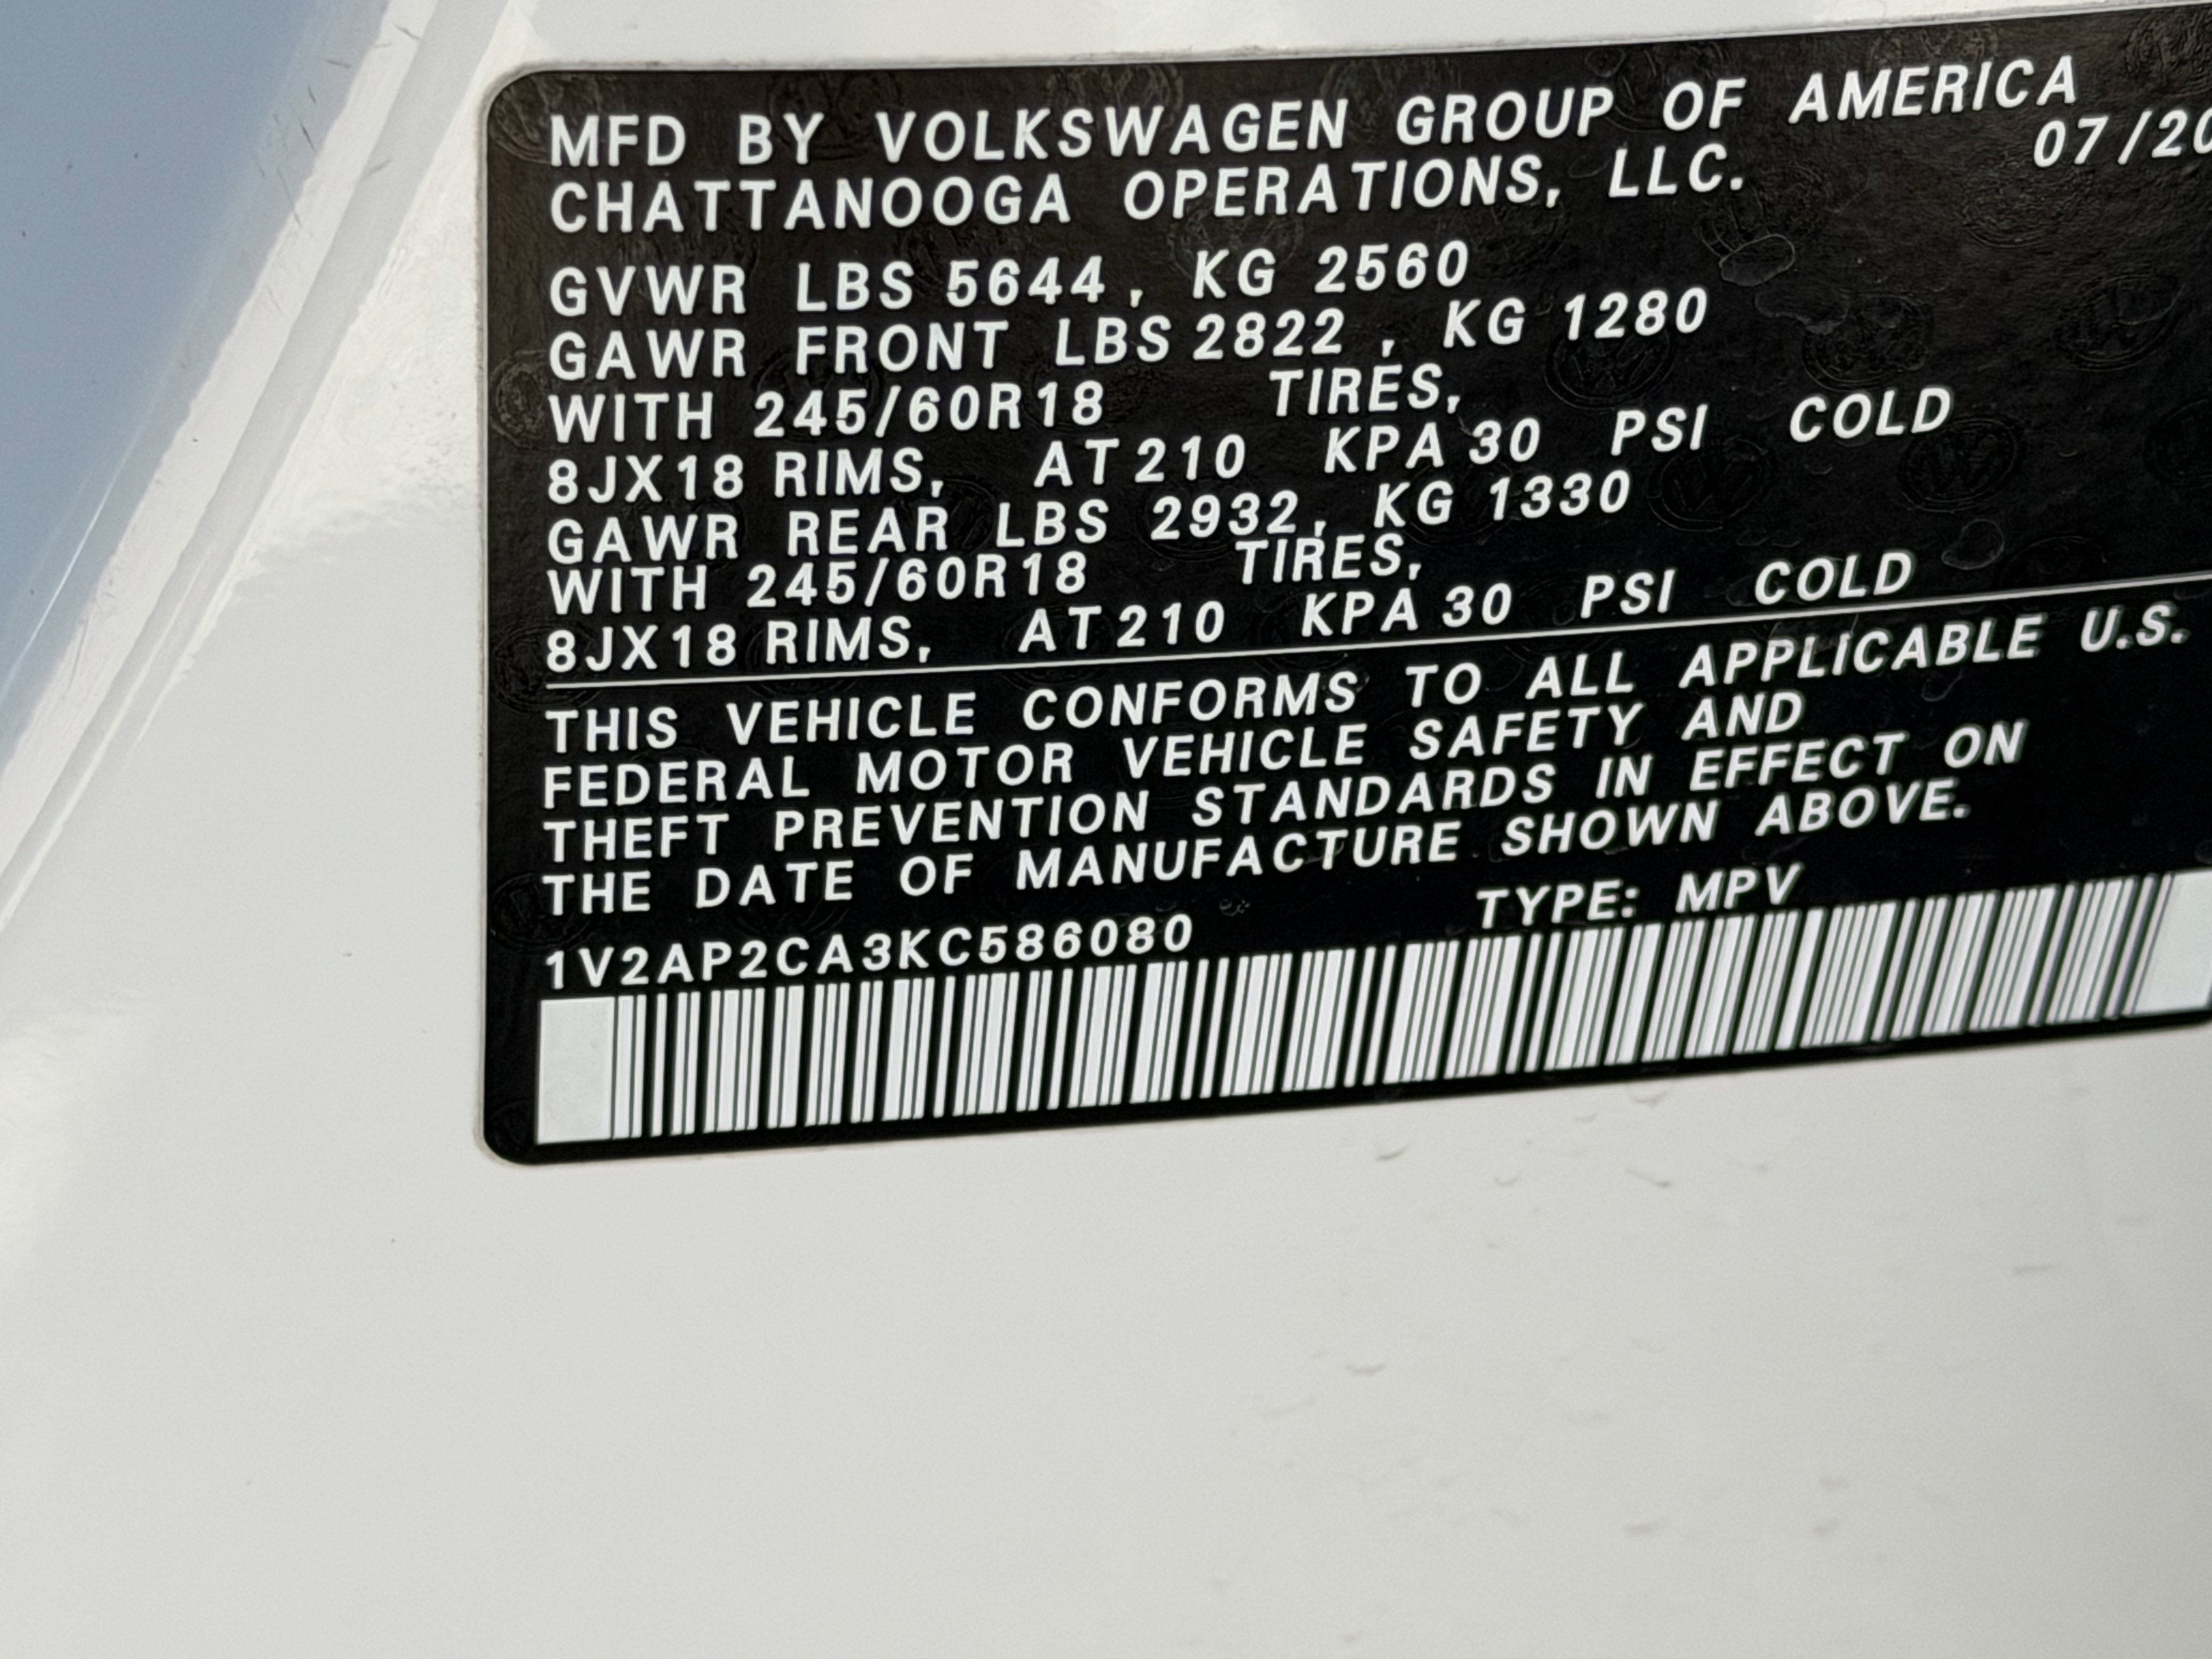 MFD BY VOLKSWAGEN GROUP OF AMERICA
CHATTANOOGA OPERATIONS, LLC. 07/20
GVWR LBS 5644, KG 2560
GAWR FRONT LBS 2822, KG 1280
WITH 245/60R18 TIRES,
8JX18 RIMS, AT 210 KPA 30 PSI COLD
GAWR REAR LBS 2932, KG 1330
WITH 245/60R18 TIRES,
8JX18 RIMS, AT 210 KPA 30 PSI COLD
THIS VEHICLE CONFORMS TO ALL APPLICABLE U.S.
FEDERAL MOTOR VEHICLE SAFETY AND
THEFT PREVENTION STANDARDS IN EFFECT ON
THE DATE OF MANUFACTURE SHOWN ABOVE.
1V2AP2CA3KC586080 TYPE: MPV